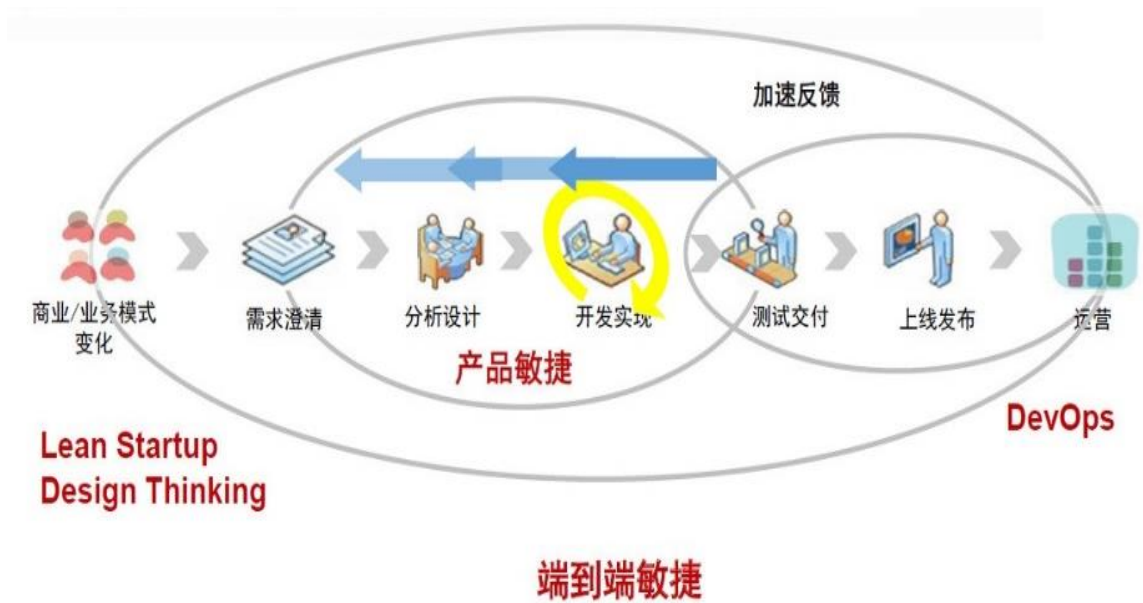 加速反馈
商业/业务模式
变化
需求澄清
分析设计
开发实现
测试交付
上线发布
运营
产品敏捷
DevOps
Lean Startup
Design Thinking
端到端敏捷